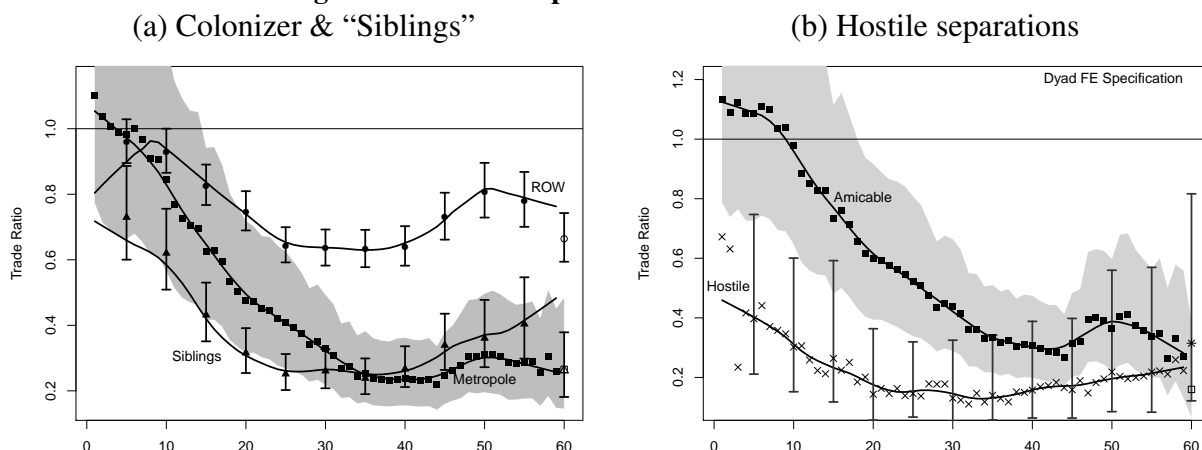 (a) Colonizer & “Siblings”
(b) Hostile separations
Trade Ratio
0.2 0.4 0.6 0.8 1.0
ROW
Siblings
Metropole
0 10 20 30 40 50 60
Trade Ratio
0.2 0.4 0.6 0.8 1.0 1.2
Dyad FE Specification
Amicable
Hostile
0 10 20 30 40 50 60